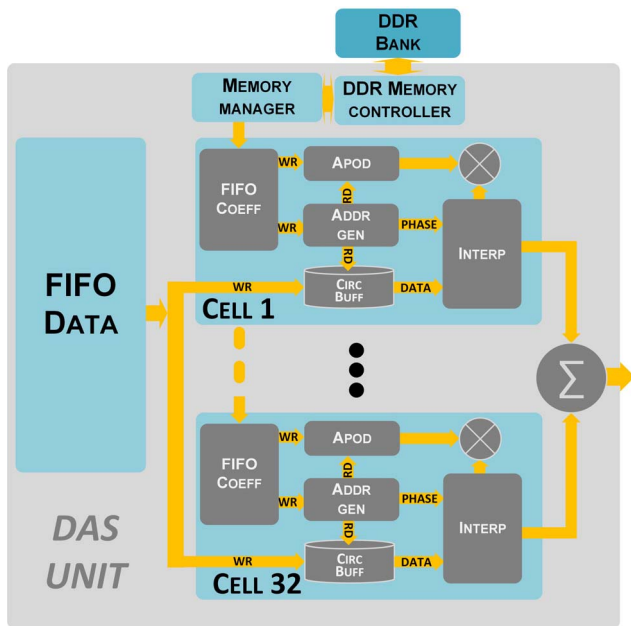 DDR
BANK
MEMORY
MANAGER
DDR MEMORY
CONTROLLER
FIFO
DATA
FIFO
COEFF
WR
APOD
RD
WR
ADDR
GEN
PHASE
RD
INTERP
WR
CIRC
BUFF
DATA
CELL 1
Σ
FIFO
COEFF
WR
APOD
RD
WR
ADDR
GEN
PHASE
RD
INTERP
WR
CIRC
BUFF
DATA
CELL 32
DAS
UNIT